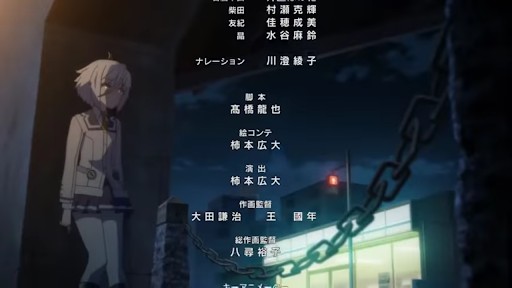 柴田 村瀬克輝
友紀 佳穂成美
晶 水谷麻鈴
ナレーション 川澄綾子
脚本
髙橋龍也
絵コンテ
柿本広大
演出
柿本広大
作画監督
大田謙治 王國年
総作画監督
八尋裕子